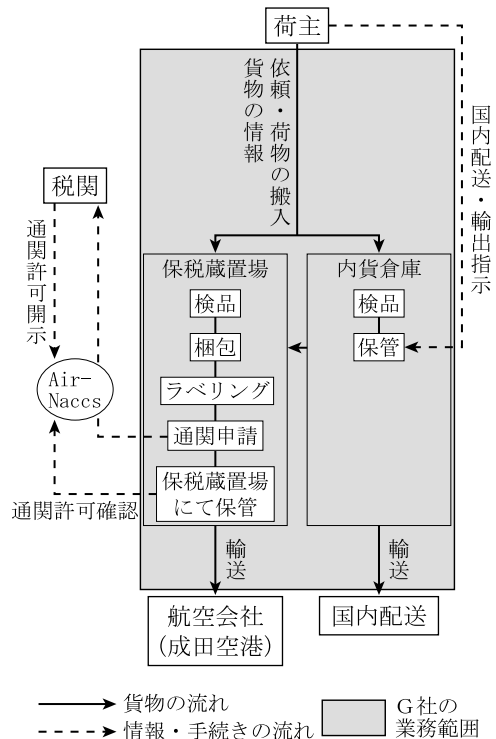 荷主
依頼・荷物の搬入
貨物の情報
国内配送・輸出指示
税関
通関許可開示
Air-
Naccs
通関許可確認
保税蔵置場
検品
梱包
ラベリング
通関申請
保税蔵置場
にて保管
内貨倉庫
検品
保管
輸送
輸送
航空会社
(成田空港)
国内配送
貨物の流れ
情報・手続きの流れ
G社の
業務範囲